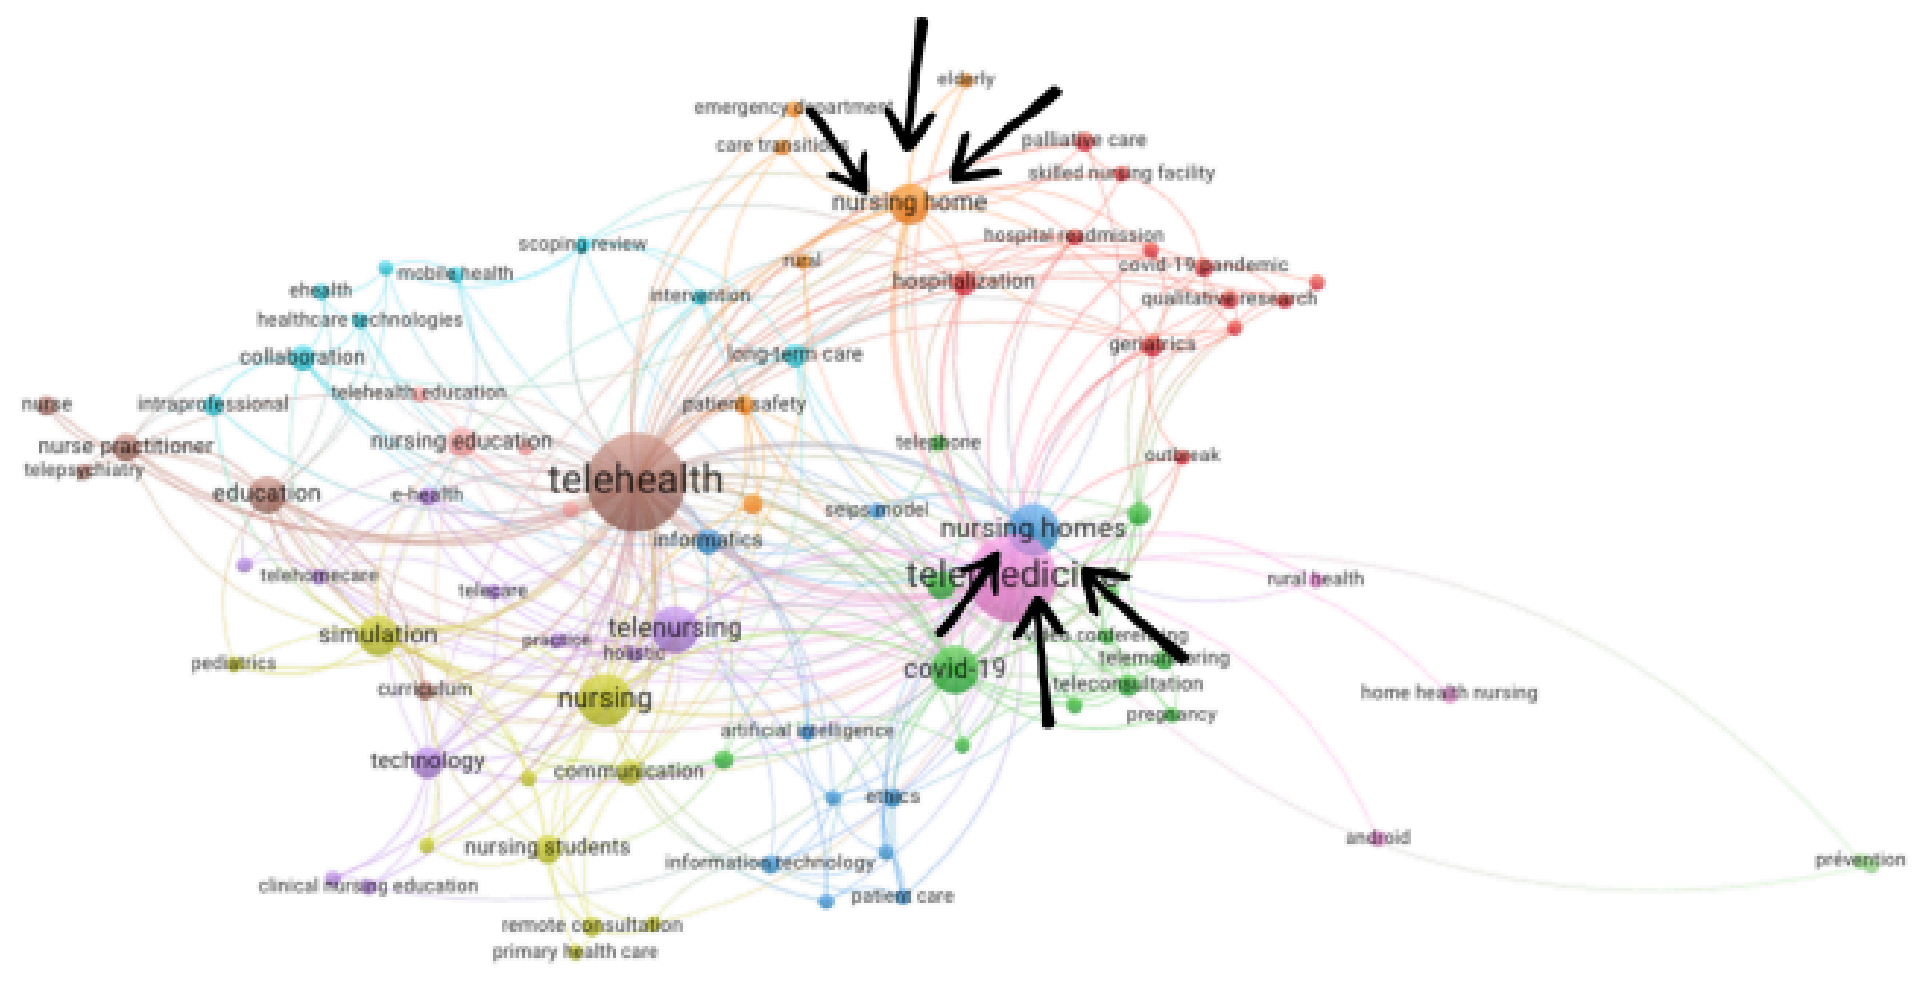 elderly
emergency department
palliative care
care transitions
skilled nursing facility
nursing home
hospital readmission
scoping review
rural
covid-19 pandemic
mobile health
hospitalization
ehealth
intervention
qualitative research
healthcare technologies
geriatrics
long-term care
collaboration
telehealth education
nurse
intraprofessional
patient safety
nursing education
telephone
nurse practitioner
outbreak
telepsychiatry
telehealth
education
e-health
seips model
nursing homes
informatics
telemedicine
telehomecare
rural health
telecare
telenursing
simulation
practice
video conferencing
holistic
telemonitoring
pediatrics
covid-19
teleconsultation
curriculum
home health nursing
nursing
pregnancy
artificial intelligence
technology
communication
ethics
android
nursing students
information technology
prévention
clinical nursing education
patient care
remote consultation
primary health care